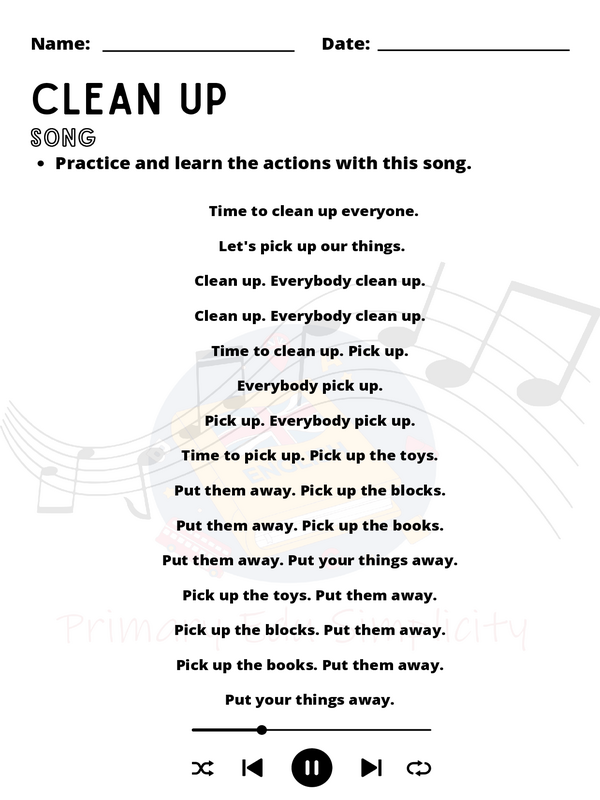 Name: Date:
CLEAN UP
SONG
• Practice and learn the actions with this song.
Time to clean up everyone.
Let's pick up our things.
Clean up. Everybody clean up.
Clean up. Everybody clean up.
Time to clean up. Pick up.
Everybody pick up.
Pick up. Everybody pick up.
Time to pick up. Pick up the toys.
ENGLISH
Put them away. Pick up the blocks.
Put them away. Pick up the books.
Put them away. Put your things away.
Pick up the toys. Put them away.
Primary Edu Simplicity
Pick up the blocks. Put them away.
Pick up the books. Put them away.
Put your things away.